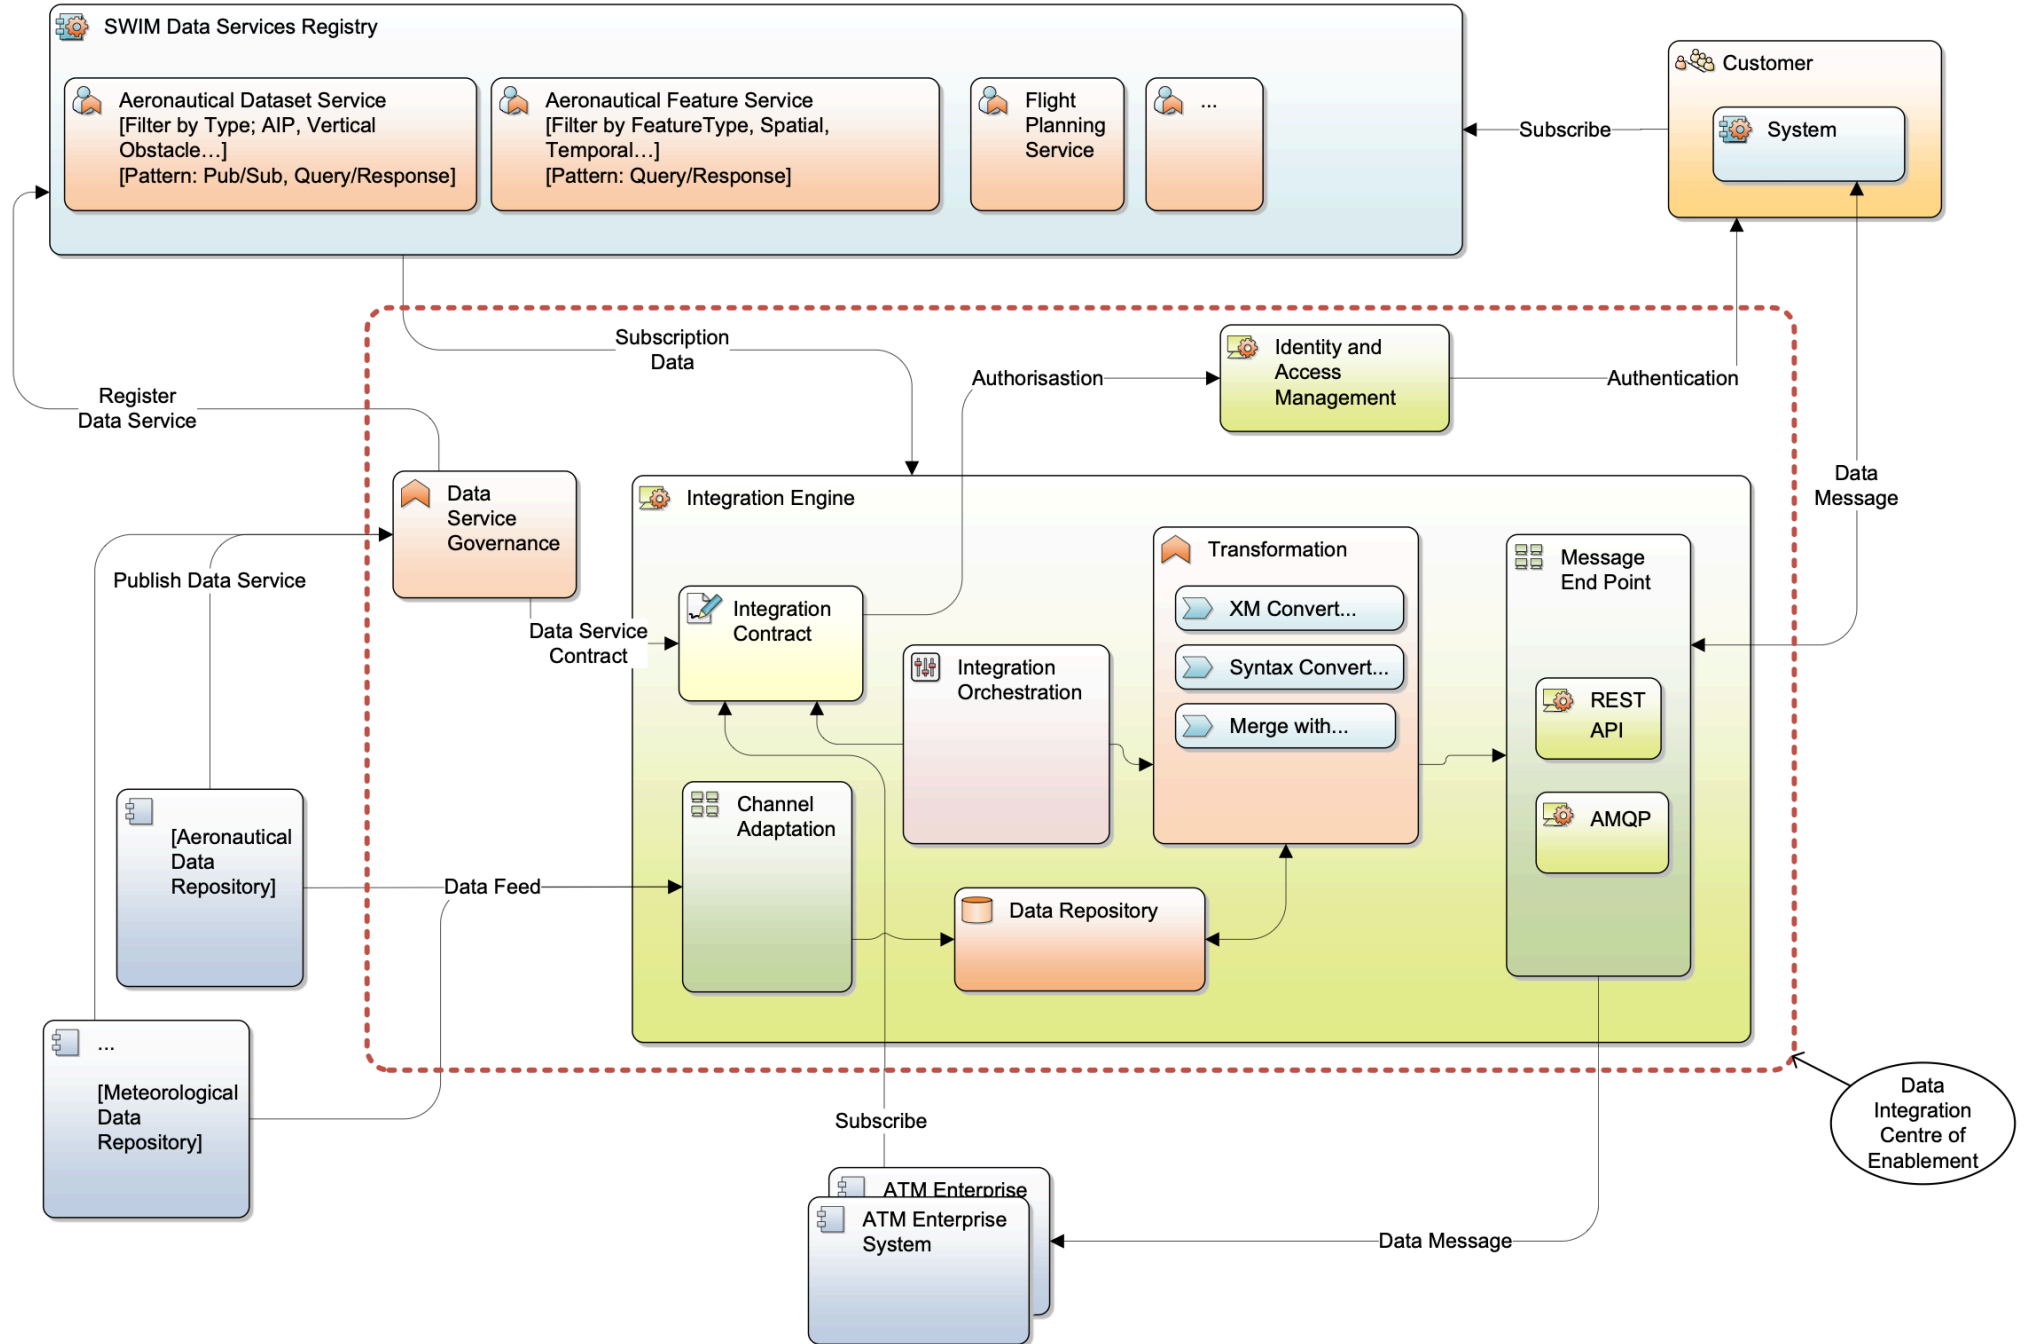 SWIM Data Services Registry
Aeronautical Dataset Service
[Filter by Type; AIP, Vertical
Obstacle…]
[Pattern: Pub/Sub, Query/Response]
Aeronautical Feature Service
[Filter by FeatureType, Spatial,
Temporal…]
[Pattern: Query/Response]
Flight
Planning
Service
...
Customer
System
Subscribe
Subscription
Data
Identity and
Access
Management
Authorisastion
Authentication
Register
Data Service
Data
Message
Data
Service
Governance
Integration Engine
Publish Data Service
Data Service
Contract
Integration
Contract
Integration
Orchestration
Transformation
XM Convert...
Syntax Convert...
Merge with...
Message
End Point
REST
API
AMQP
Channel
Adaptation
[Aeronautical
Data
Repository]
Data Feed
Data Repository
...
[Meteorological
Data
Repository]
Subscribe
Data
Integration
Centre of
Enablement
ATM Enterprise
ATM Enterprise
System
Data Message